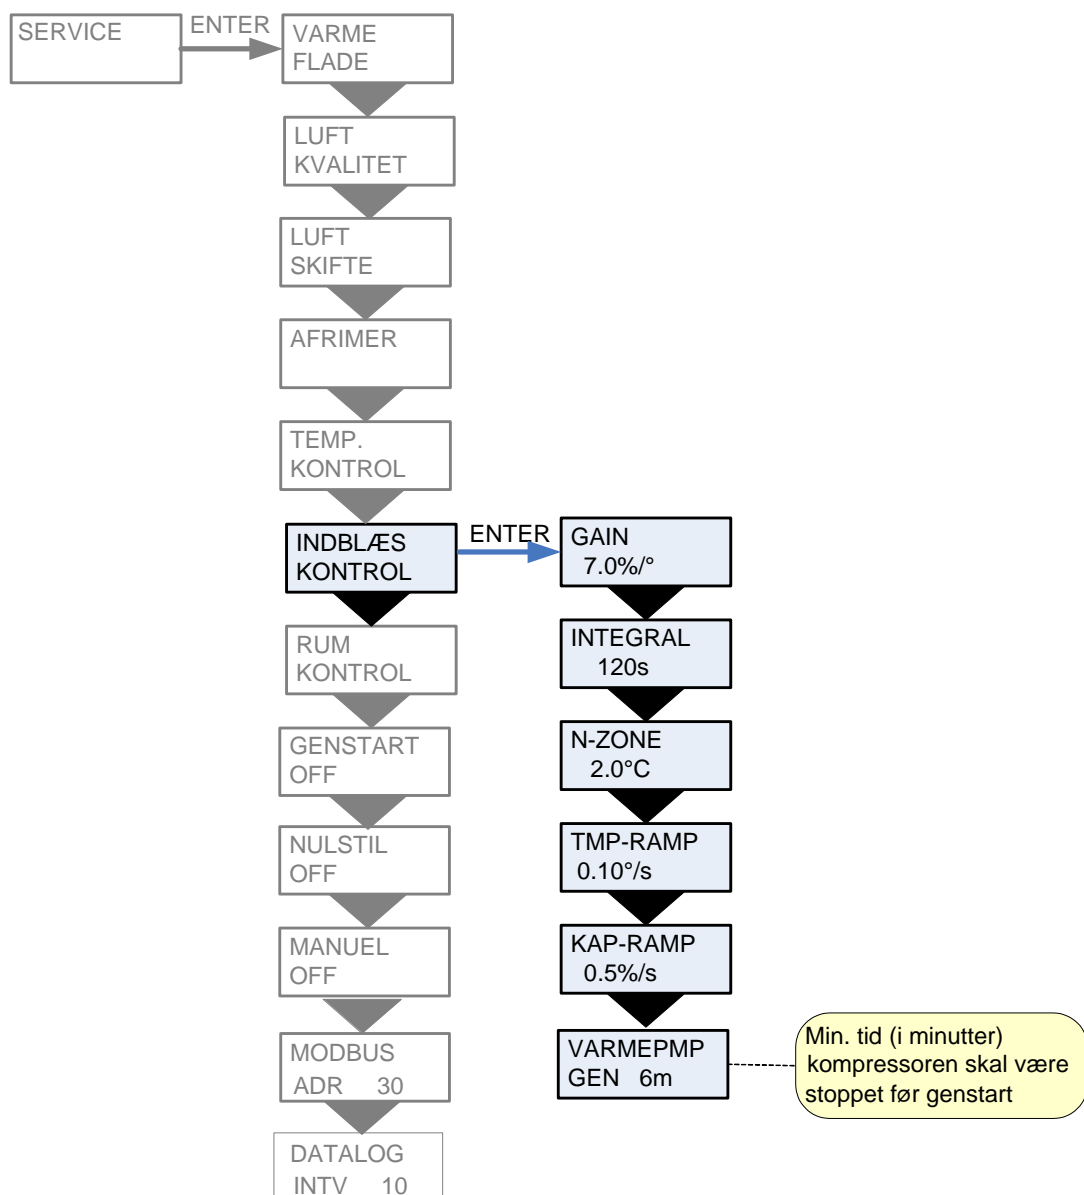 SERVICE
ENTER
VARME
FLADE
LUFT
KVALITET
LUFT
SKIFTE
AFRIMER
TEMP.
KONTROL
INDBLÆS
KONTROL
ENTER
GAIN
7.0%/°
INTEGRAL
120s
N-ZONE
2.0°C
TMP-RAMP
0.10°/s
KAP-RAMP
0.5%/s
VARMEPMP
GEN 6m
Min. tid (i minutter)
kompressoren skal være
stoppet før genstart
RUM
KONTROL
GENSTART
OFF
NULSTIL
OFF
MANUEL
OFF
MODBUS
ADR 30
DATALOG
INTV 10